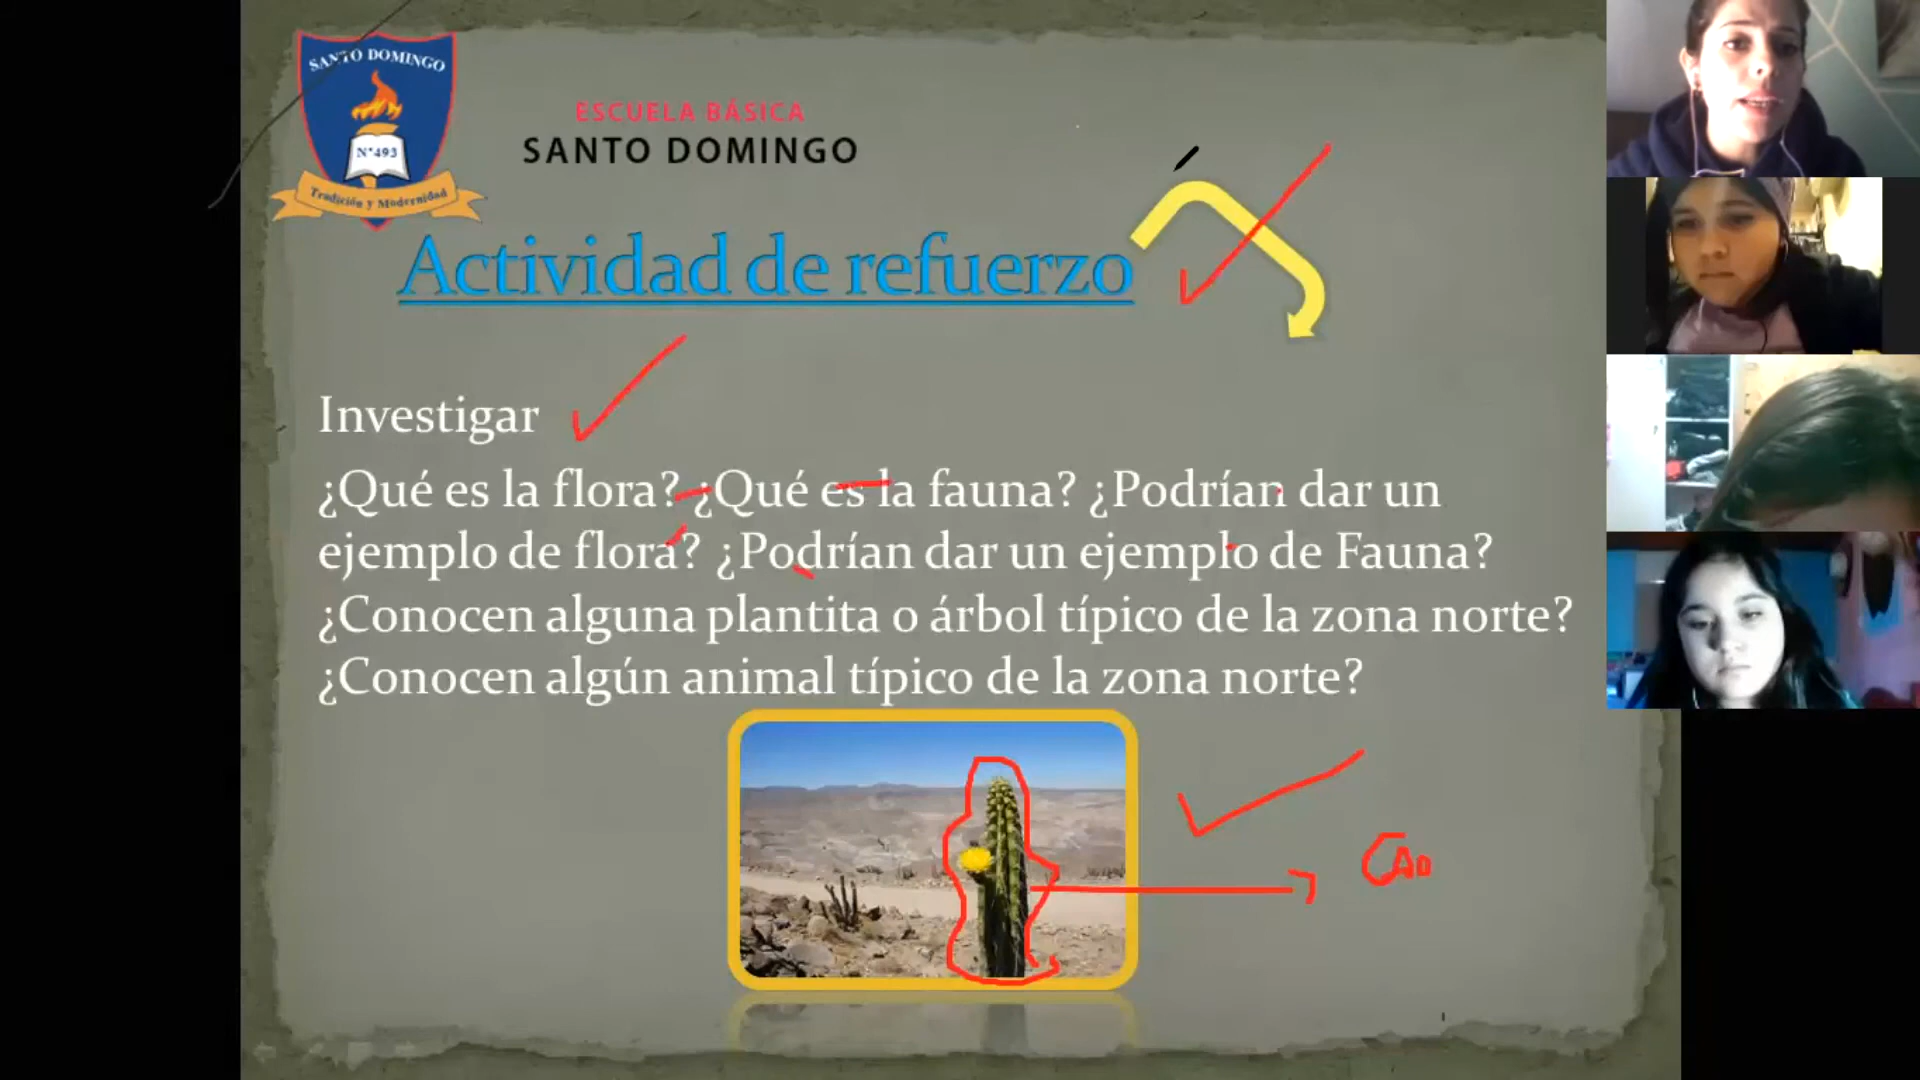 SANTO DOMINGO
N°493
Tradición y Modernidad
ESCUELA BÁSICA
SANTO DOMINGO
Actividad de refuerzo
Investigar
¿Qué es la flora? ¿Qué es la fauna? ¿Podrían dar un
ejemplo de flora? ¿Podrían dar un ejemplo de Fauna?
¿Conocen alguna plantita o árbol típico de la zona norte?
¿Conocen algún animal típico de la zona norte?